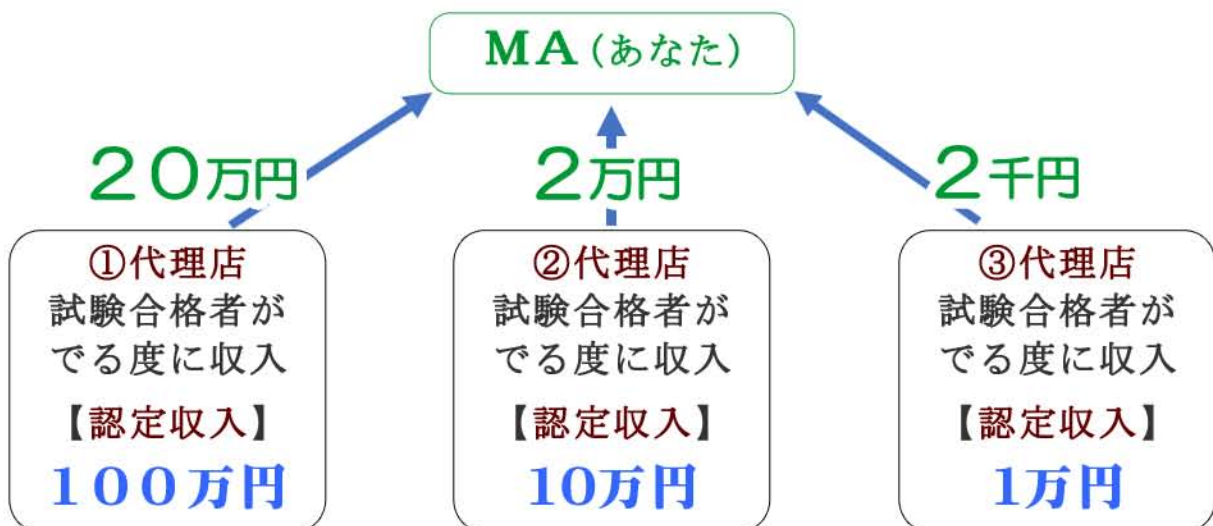 MA(あなた)
20万円
2万円
2千円
①代理店
試験合格者が
でる度に収入
【認定収入】
100万円
②代理店
試験合格者が
でる度に収入
【認定収入】
10万円
③代理店
試験合格者が
でる度に収入
【認定収入】
1万円